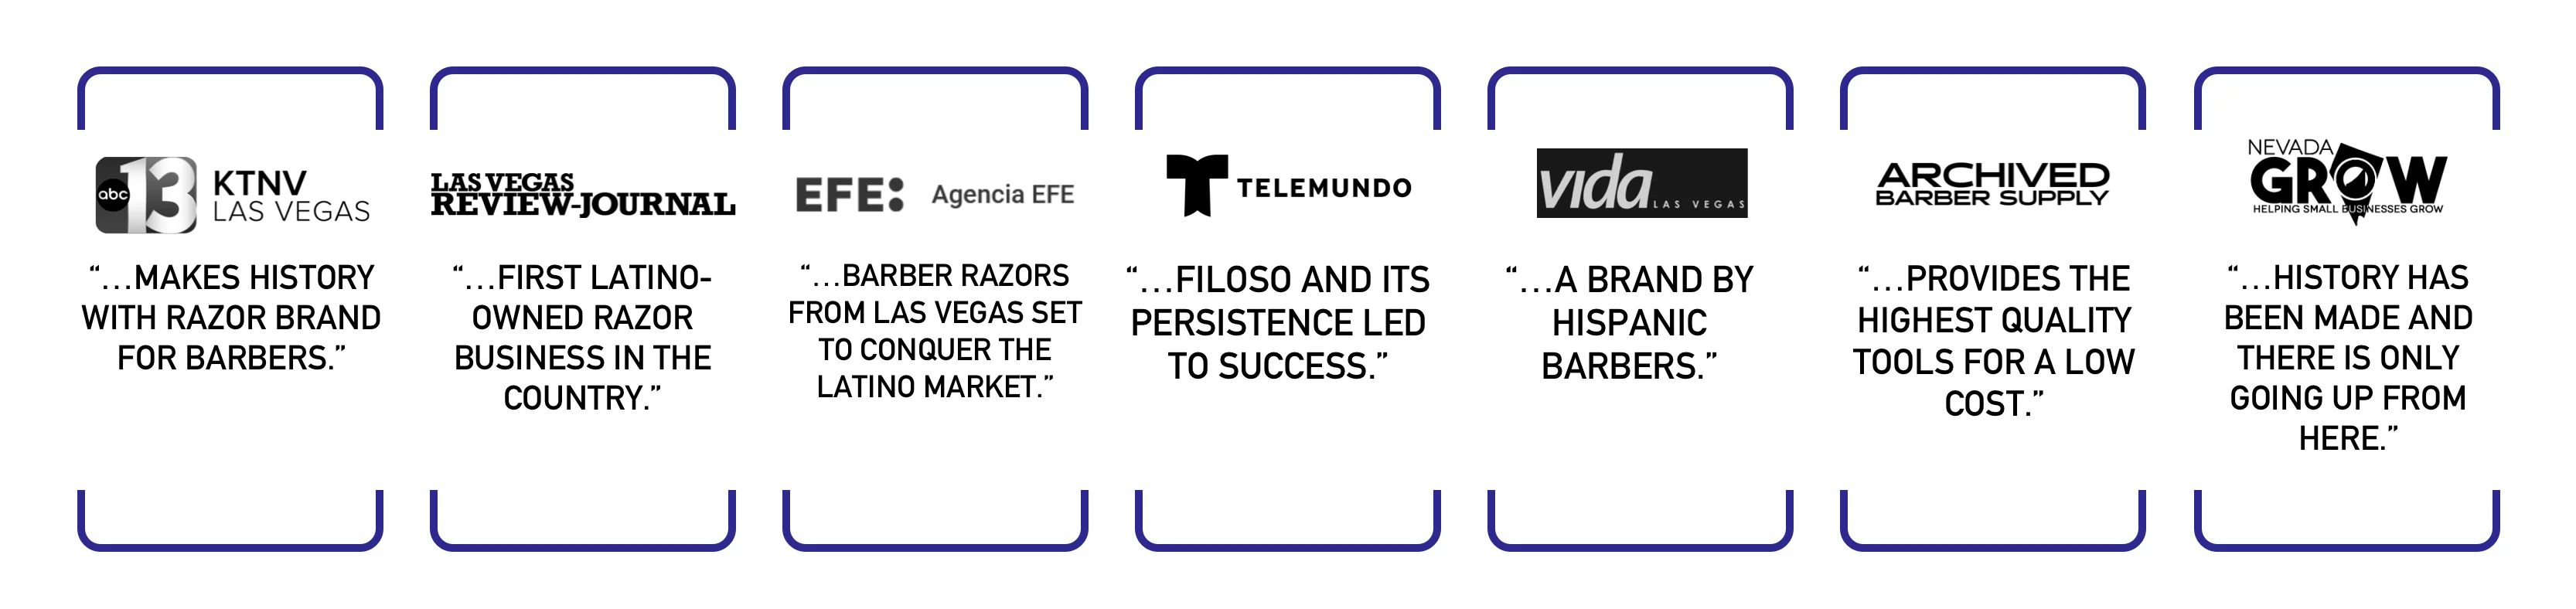 abc 13 KTNV
LAS VEGAS
“...MAKES HISTORY
WITH RAZOR BRAND
FOR BARBERS.”
LAS VEGAS
REVIEW-JOURNAL
“...FIRST LATINO-
OWNED RAZOR
BUSINESS IN THE
COUNTRY.”
EFE: Agencia EFE
“...BARBER RAZORS
FROM LAS VEGAS SET
TO CONQUER THE
LATINO MARKET.”
T TELEMUNDO
“...FILOSO AND ITS
PERSISTENCE LED
TO SUCCESS.”
vida LAS VEGAS
“...A BRAND BY
HISPANIC
BARBERS.”
ARCHIVED
BARBER SUPPLY
“...PROVIDES THE
HIGHEST QUALITY
TOOLS FOR A LOW
COST.”
NEVADA
GROW
HELPING SMALL BUSINESSES GROW
“...HISTORY HAS
BEEN MADE AND
THERE IS ONLY
GOING UP FROM
HERE.”